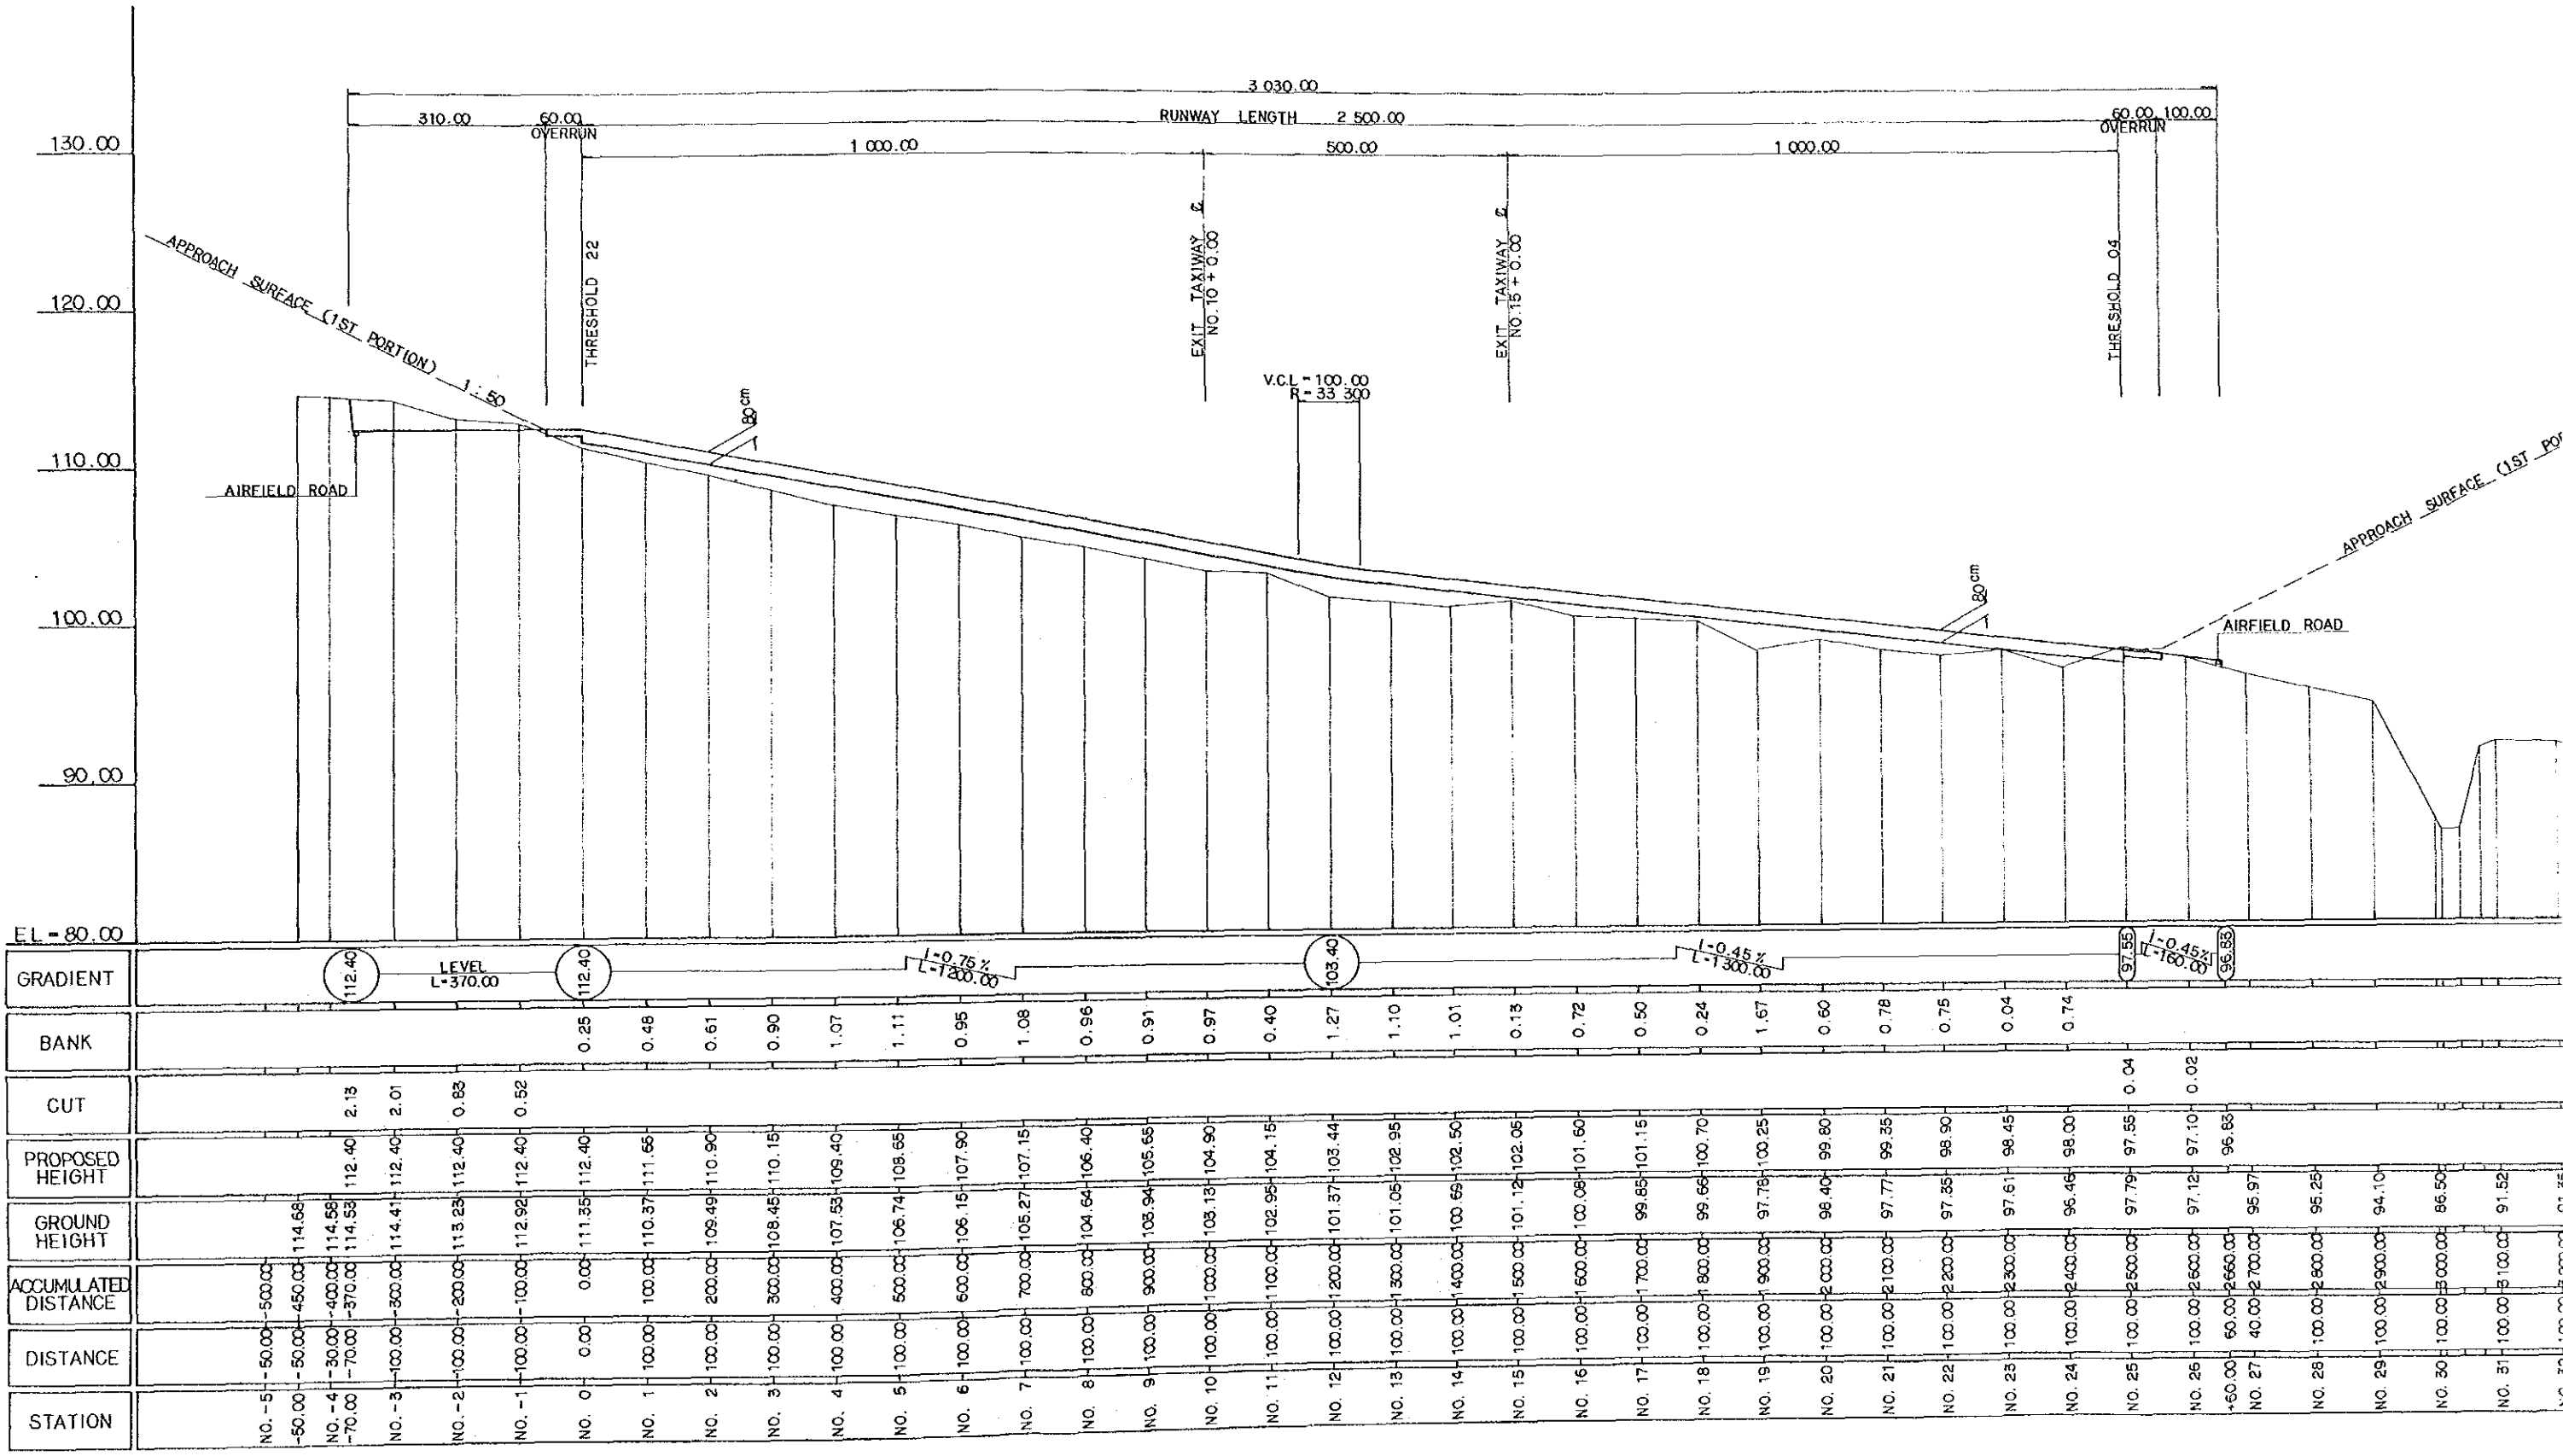 3 030.00
310.00 60.00 RUNWAY LENGTH 2 500.00 60.00 100.00
OVERRUN OVERRUN
1 000.00 500.00 1 000.00
130.00
120.00
110.00
100.00
90.00
EL=80.00
APPROACH SURFACE (1ST PORTION) 1:50
THRESHOLD 22
EXIT TAXIWAY ℄
NO.10+0.00
EXIT TAXIWAY ℄
NO.15+0.00
THRESHOLD 04
V.C.L=100.00
R=33 300
80cm
80cm
AIRFIELD ROAD
AIRFIELD ROAD
APPROACH SURFACE (1ST
GRADIENT
112.40 LEVEL 112.40 I=0.75% 103.40 I=0.45% 97.55 I=0.45% 96.83
L=370.00 L=1200.00 L=1300.00 L=160.00
BANK
0.25 0.48 0.61 0.90 1.07 1.11 0.95 1.08 0.96 0.91 0.97 0.40 1.27 1.10 1.01 0.13 0.72 0.50 0.24 1.67 0.60 0.78 0.75 0.04 0.74
CUT
2.13 2.01 0.83 0.52 0.04 0.02
PROPOSED
HEIGHT
112.40 112.40 112.40 112.40 112.40 111.65 110.90 110.15 109.40 108.65 107.90 107.15 106.40 105.65 104.90 104.15 103.44 102.95 102.50 102.05 101.60 101.15 100.70 100.25 99.80 99.35 98.90 98.45 98.00 97.55 97.10 96.83
GROUND
HEIGHT
114.68 114.58 114.53 114.41 113.23 112.92 111.35 110.37 109.49 108.45 107.53 106.74 106.15 105.27 104.64 103.94 103.13 102.95 101.37 101.05 100.69 101.12 100.08 99.85 99.66 97.78 98.40 97.77 97.35 97.61 96.46 97.79 97.12 95.97 95.25 94.10 86.50 91.52
ACCUMULATED
DISTANCE
-500.00 -450.00 -400.00 -370.00 -300.00 -200.00 -100.00 0.00 100.00 200.00 300.00 400.00 500.00 600.00 700.00 800.00 900.00 1000.00 1100.00 1200.00 1300.00 1400.00 1500.00 1600.00 1700.00 1800.00 1900.00 2000.00 2100.00 2200.00 2300.00 2400.00 2500.00 2600.00 2660.00 2700.00 2800.00 2900.00 3000.00 3100.00
DISTANCE
-50.00 -50.00 -30.00 -70.00 -100.00 -100.00 -100.00 0.00 100.00 100.00 100.00 100.00 100.00 100.00 100.00 100.00 100.00 100.00 100.00 100.00 100.00 100.00 100.00 100.00 100.00 100.00 100.00 100.00 100.00 100.00 100.00 100.00 100.00 100.00 60.00 40.00 100.00 100.00 100.00 100.00
STATION
NO. -5 -50.00 NO. -4 -70.00 NO. -3 NO. -2 NO. -1 NO. 0 NO. 1 NO. 2 NO. 3 NO. 4 NO. 5 NO. 6 NO. 7 NO. 8 NO. 9 NO. 10 NO. 11 NO. 12 NO. 13 NO. 14 NO. 15 NO. 16 NO. 17 NO. 18 NO. 19 NO. 20 NO. 21 NO. 22 NO. 23 NO. 24 NO. 25 NO. 26 +60.00 NO. 27 NO. 28 NO. 29 NO. 30 NO. 31